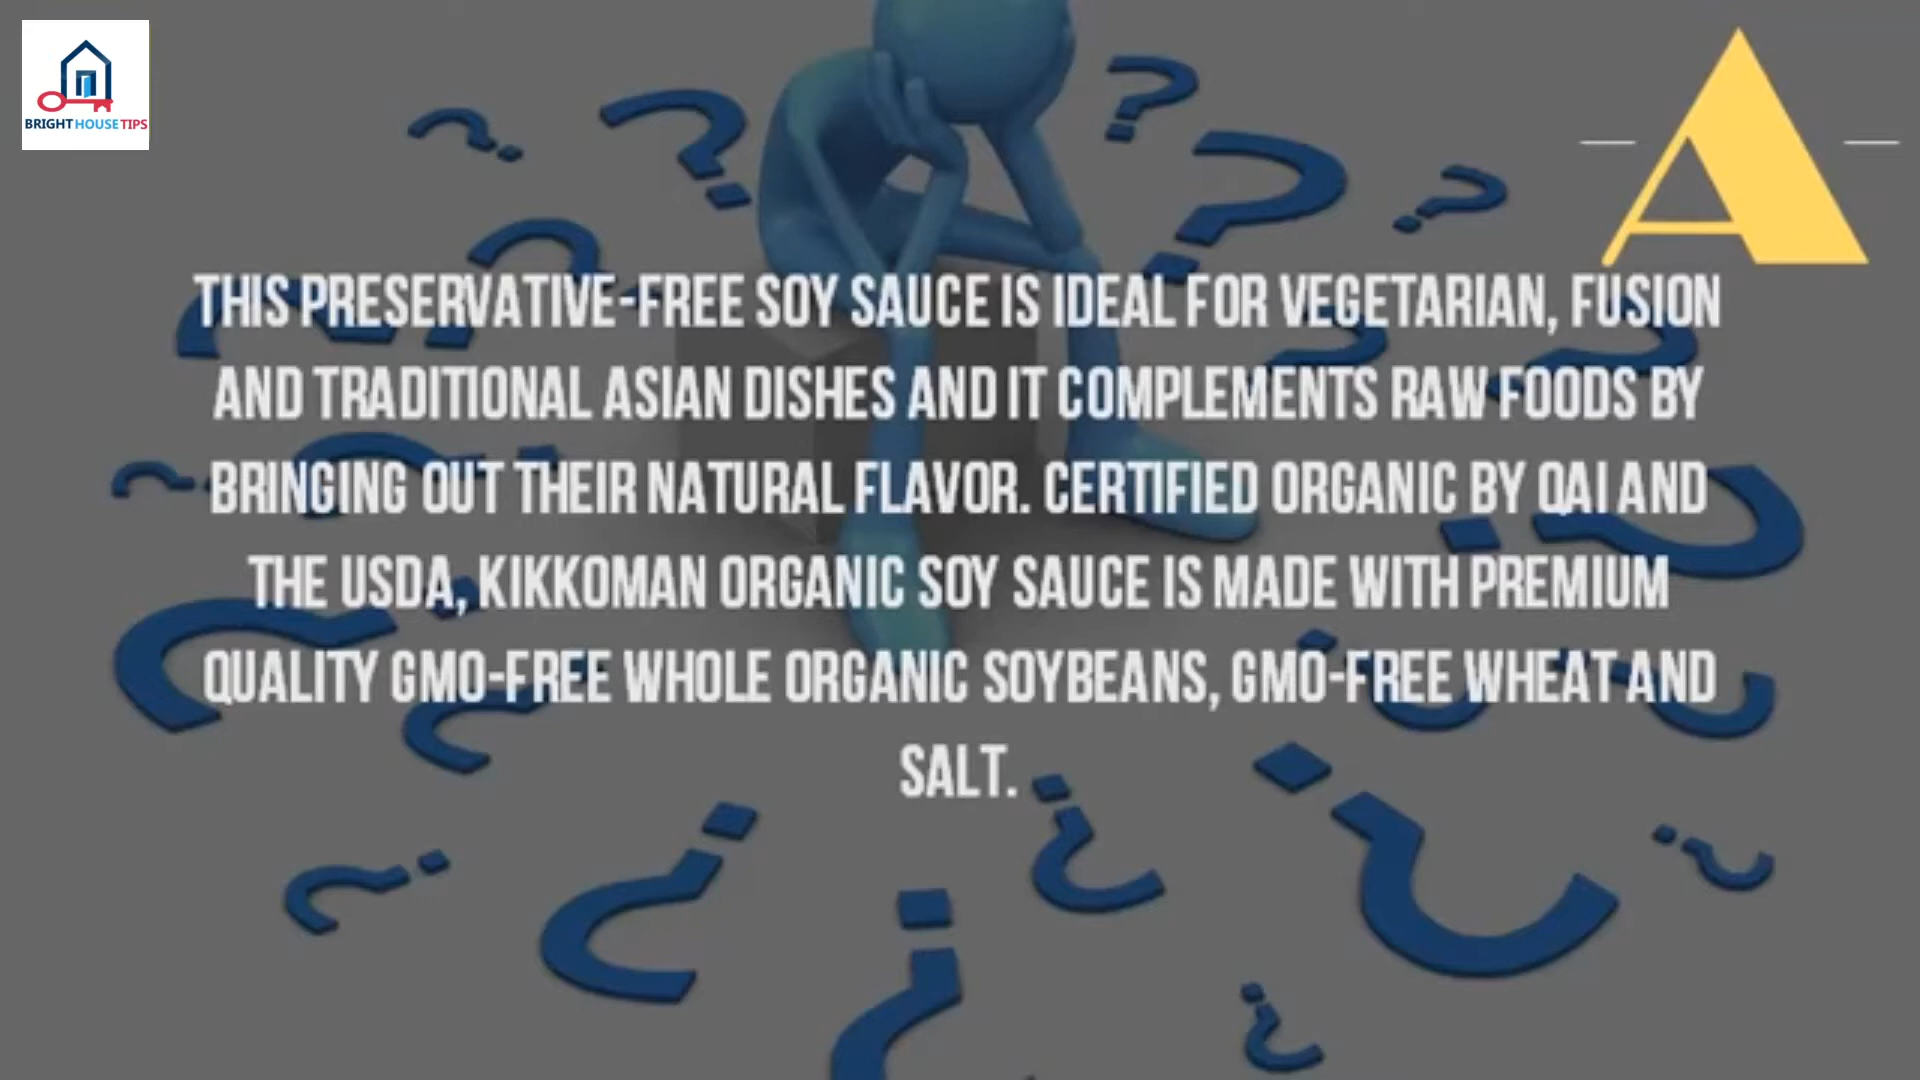 BRIGHT HOUSE TIPS
A
THIS PRESERVATIVE-FREE SOY SAUCE IS IDEAL FOR VEGETARIAN, FUSION
AND TRADITIONAL ASIAN DISHES AND IT COMPLEMENTS RAW FOODS BY
BRINGING OUT THEIR NATURAL FLAVOR. CERTIFIED ORGANIC BY QAI AND
THE USDA, KIKKOMAN ORGANIC SOY SAUCE IS MADE WITH PREMIUM
QUALITY GMO-FREE WHOLE ORGANIC SOYBEANS, GMO-FREE WHEAT AND
SALT.